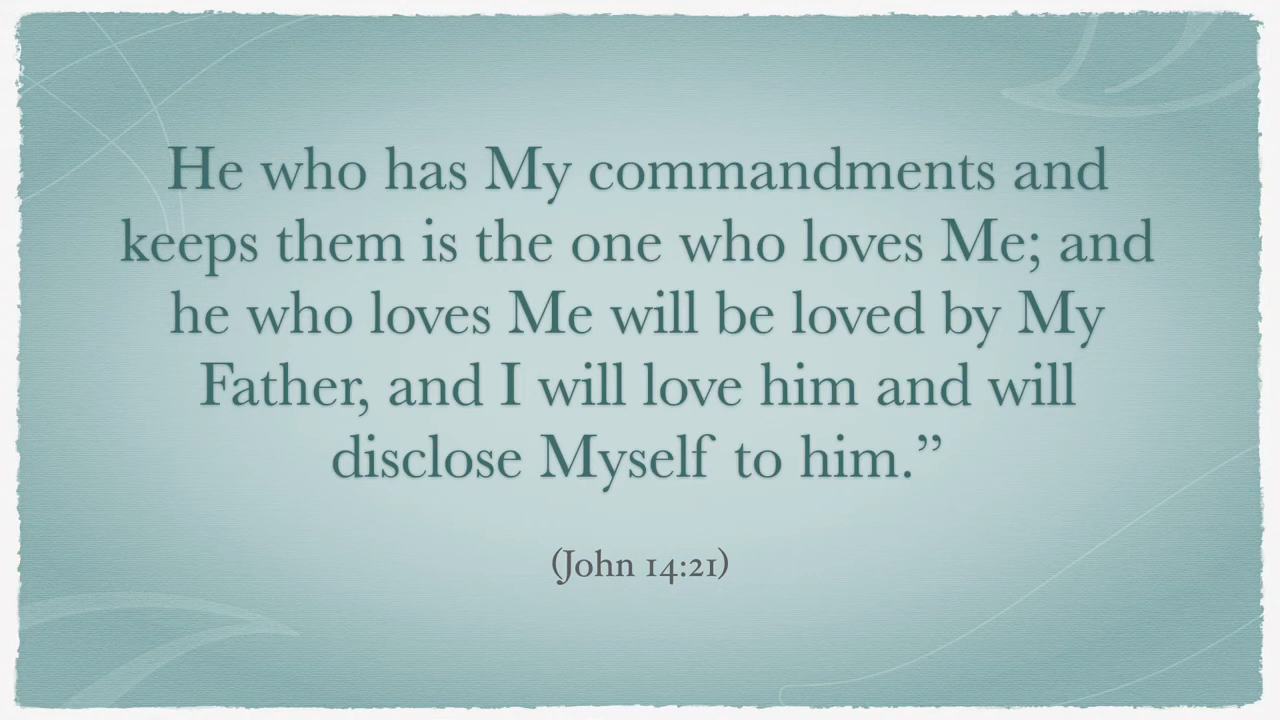 He who has My commandments and
keeps them is the one who loves Me; and
he who loves Me will be loved by My
Father, and I will love him and will
disclose Myself to him.”
(John 14:21)